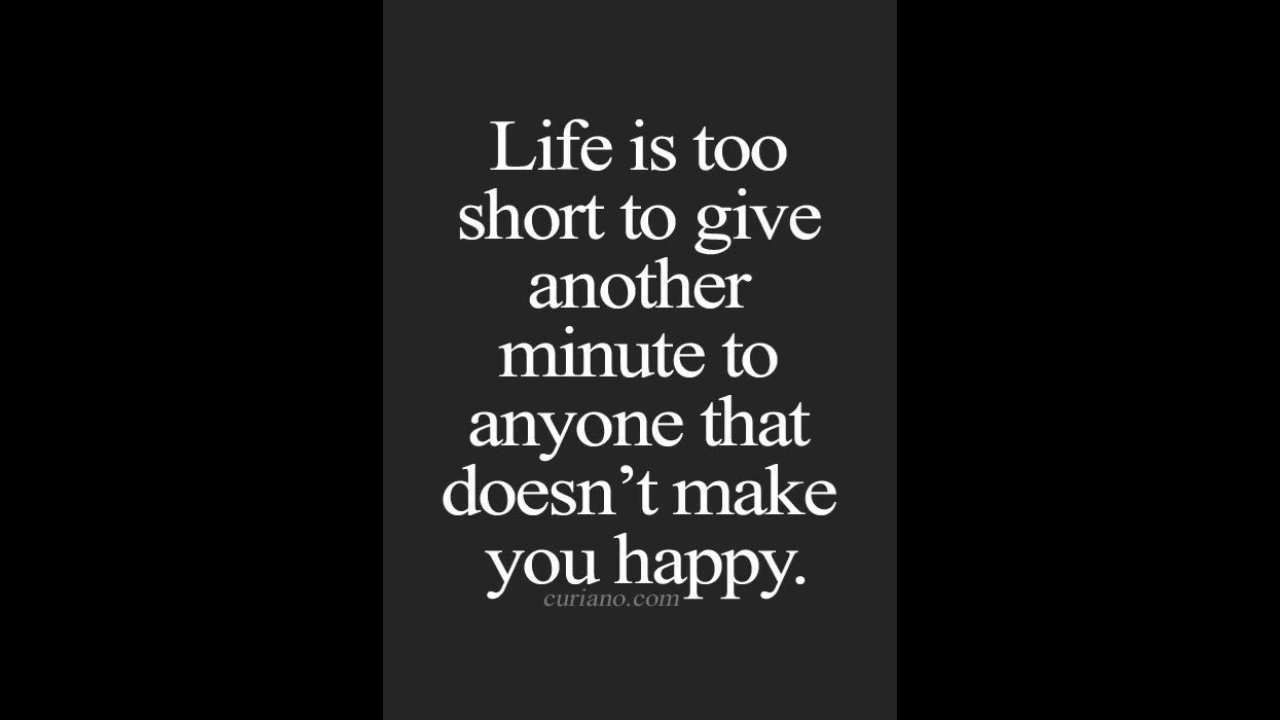 Life is too
short to give
another
minute to
anyone that
doesn’t make
you happy.
curiano.com